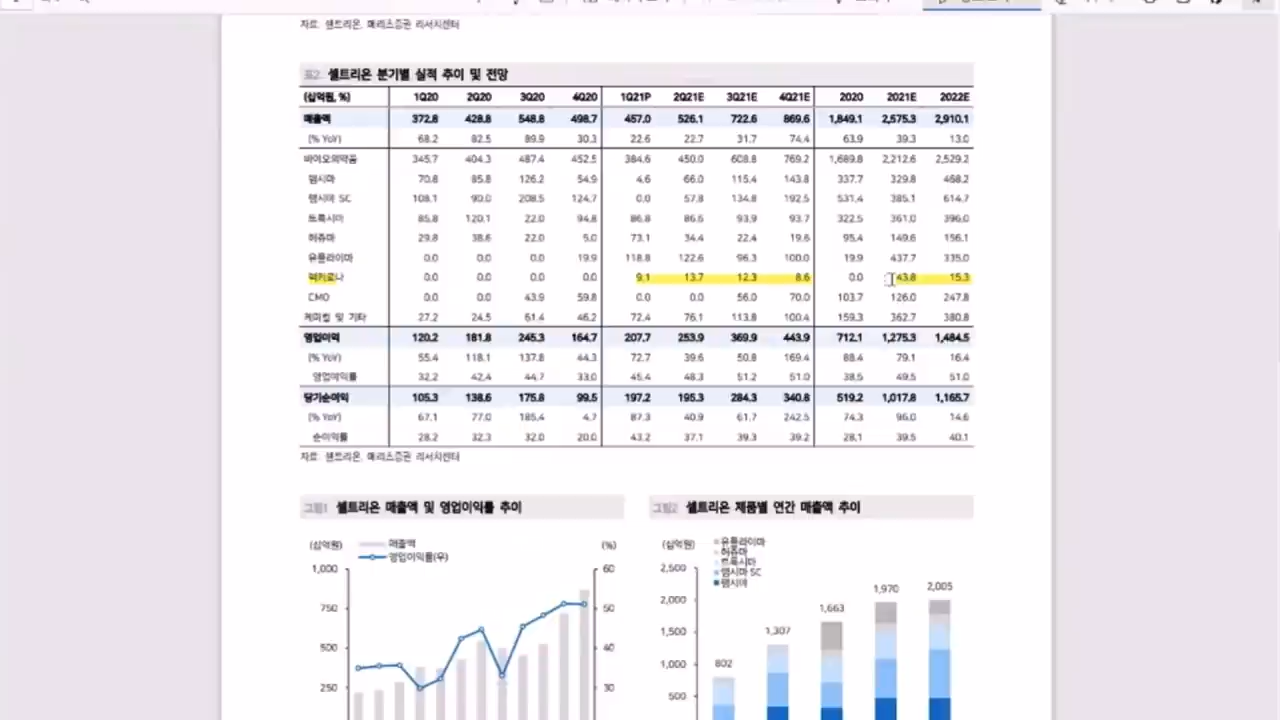 자료: 셀트리온, 메리츠증권 리서치센터
표2 셀트리온 분기별 실적 추이 및 전망
(십억원, %) 1Q20 2Q20 3Q20 4Q20 1Q21P 2Q21E 3Q21E 4Q21E 2020 2021E 2022E
매출액 372.8 428.8 548.8 498.7 457.0 526.1 722.6 869.6 1,849.1 2,575.3 2,910.1
(% YoY) 68.2 82.5 89.9 30.3 22.6 22.7 31.7 74.4 63.9 39.3 13.0
바이오의약품 345.7 404.3 487.4 452.5 384.6 450.0 608.8 769.2 1,689.8 2,212.6 2,529.2
램시마 70.8 85.8 126.2 54.9 4.6 66.0 115.4 143.8 337.7 329.8 468.2
램시마 SC 108.1 90.0 208.5 124.7 0.0 57.8 134.8 192.5 531.4 385.1 614.7
트룩시마 85.8 120.1 22.0 94.8 86.8 86.6 93.9 93.7 322.5 361.0 396.0
허쥬마 29.8 38.6 22.0 5.0 73.1 34.4 22.4 19.6 95.4 149.6 156.1
유플라이마 0.0 0.0 0.0 19.9 118.8 122.6 96.3 100.0 19.9 437.7 335.0
렉키로나 0.0 0.0 0.0 0.0 9.1 13.7 12.3 8.6 0.0 43.8 15.3
CMO 0.0 0.0 43.9 59.8 0.0 0.0 56.0 70.0 103.7 126.0 247.8
케미컬 및 기타 27.2 24.5 61.4 46.2 72.4 76.1 113.8 100.4 159.3 362.7 380.8
영업이익 120.2 181.8 245.3 164.7 207.7 253.9 369.9 443.9 712.1 1,275.3 1,484.5
(% YoY) 55.4 118.1 137.8 44.3 72.7 39.6 50.8 169.4 88.4 79.1 16.4
영업이익률 32.2 42.4 44.7 33.0 45.4 48.3 51.2 51.0 38.5 49.5 51.0
당기순이익 105.3 138.6 175.8 99.5 197.2 195.3 284.3 340.8 519.2 1,017.8 1,165.7
(% YoY) 67.1 77.0 185.4 4.7 87.3 40.9 61.7 242.5 74.3 96.0 14.6
순이익률 28.2 32.3 32.0 20.0 43.2 37.1 39.3 39.2 28.1 39.5 40.1
자료: 셀트리온, 메리츠증권 리서치센터
그림1 셀트리온 매출액 및 영업이익률 추이
(십억원) 매출액 (%)
영업이익률(우)
1,000 60
750 50
500 40
250 30
그림2 셀트리온 제품별 연간 매출액 추이
(십억원) 유플라이마
허쥬마
트룩시마
램시마 SC
램시마
2,500
2,000
1,500
1,000
500
802
1,307
1,663
1,970
2,005